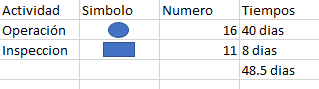 Actividad Simbolo Numero Tiempos
Operación 16 40 dias
Inspeccion 11 8 dias
48.5 dias